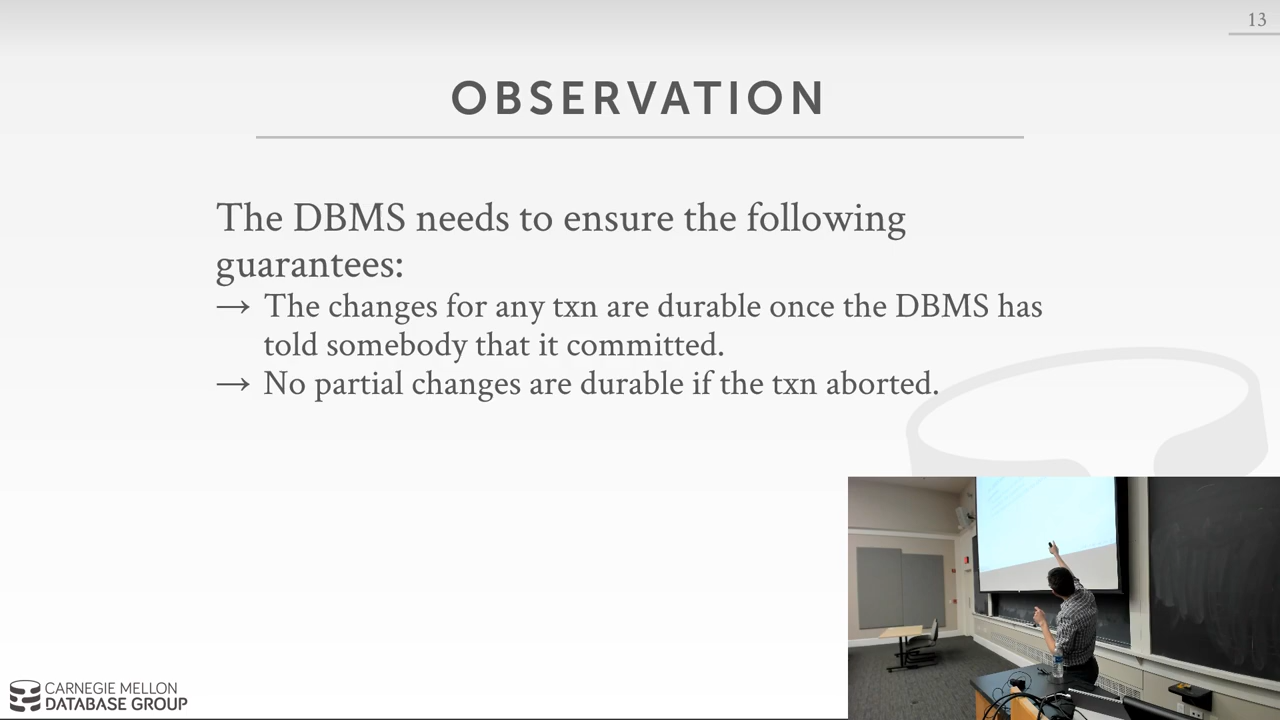 13
OBSERVATION
The DBMS needs to ensure the following
guarantees:
→ The changes for any txn are durable once the DBMS has
told somebody that it committed.
→ No partial changes are durable if the txn aborted.
CARNEGIE MELLON
DATABASE GROUP